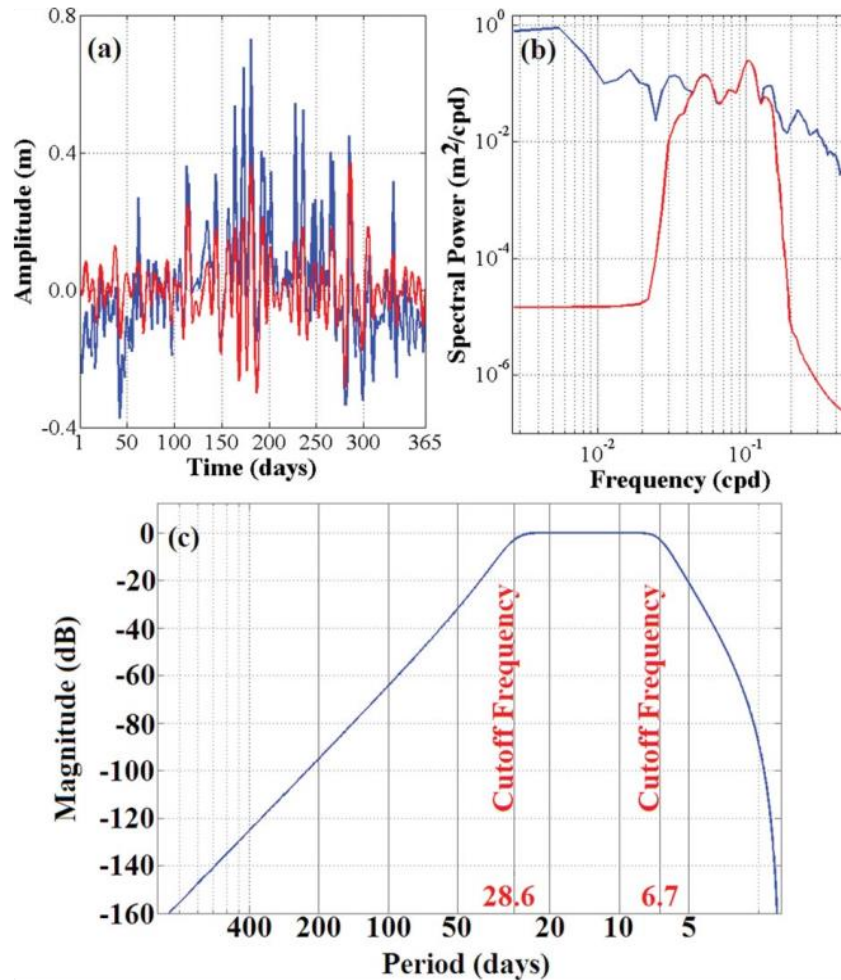 (a)
Amplitude (m)
0.8
0.4
0.0
-0.4
1 50 100 150 200 250 300 365
Time (days)
(b)
Spectral Power (m²/cpd)
10⁰
10⁻²
10⁻⁴
10⁻⁶
10⁻² 10⁻¹
Frequency (cpd)
(c)
Magnitude (dB)
0
-20
-40
-60
-80
-100
-120
-140
-160
Cutoff Frequency
Cutoff Frequency
28.6 6.7
400 200 100 50 20 10 5
Period (days)